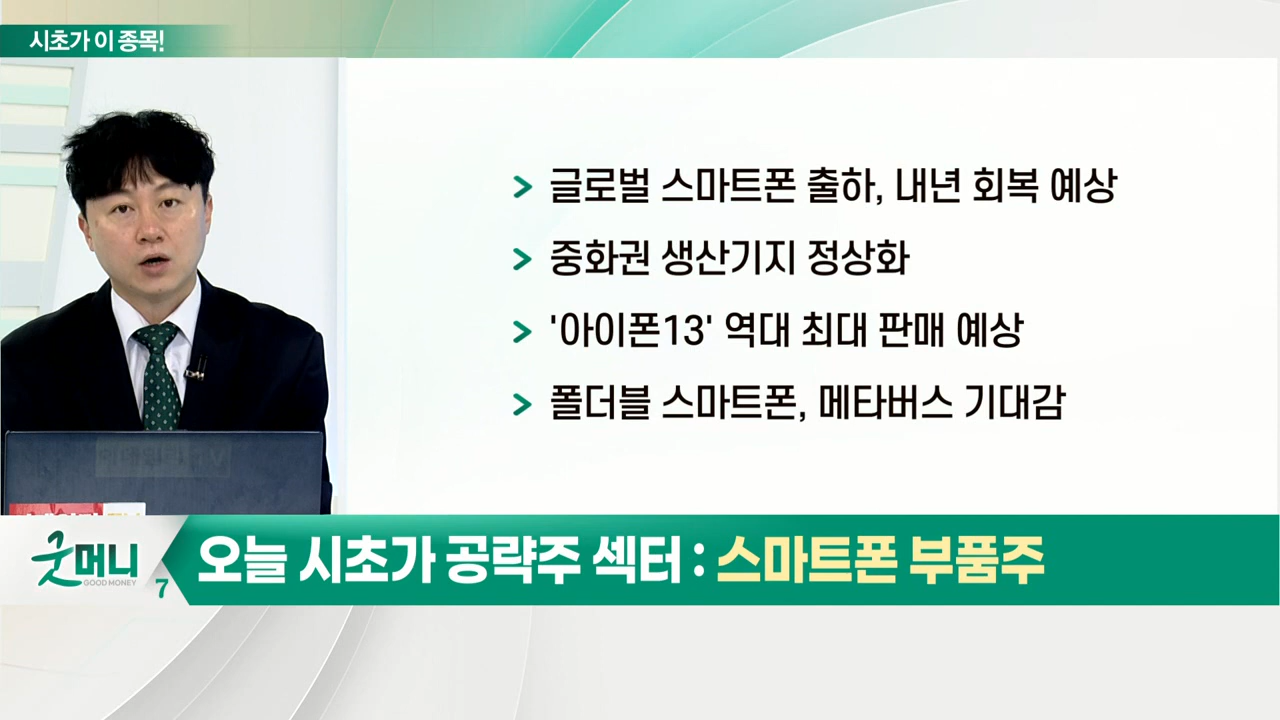 시초가 이 종목!
> 글로벌 스마트폰 출하, 내년 회복 예상
> 중화권 생산기지 정상화
> '아이폰13' 역대 최대 판매 예상
> 폴더블 스마트폰, 메타버스 기대감
굿머니
GOOD MONEY
7
오늘 시초가 공략주 섹터 : 스마트폰 부품주